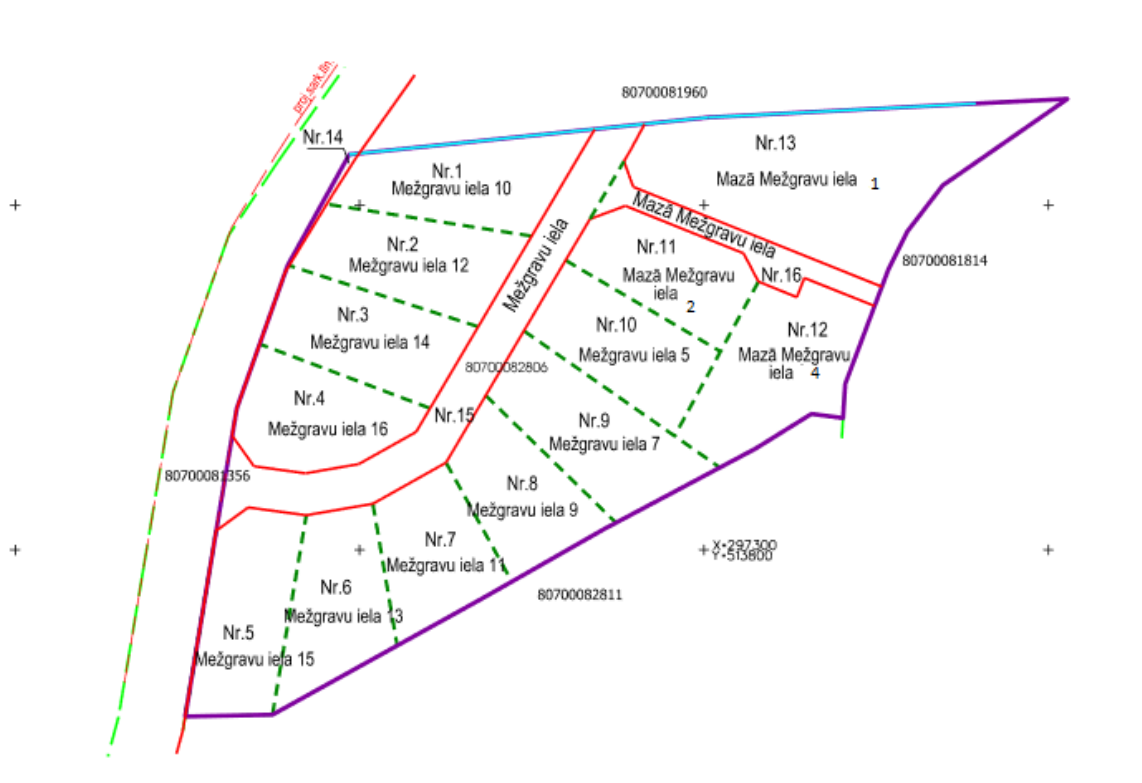 proj.sark.līn.
80700081960
Nr.14
Nr.13
Mazā Mežgravu iela 1
Nr.1
Mežgravu iela 10
Mazā Mežgravu iela
Nr.2
Mežgravu iela 12
Mežgravu iela
Nr.11
Mazā Mežgravu
iela 2
Nr.16
80700081814
Nr.3
Mežgravu iela 14
Nr.10
Mežgravu iela 5
Nr.12
Mazā Mežgravu
iela 4
80700082806
Nr.4
Mežgravu iela 16
Nr.15
Nr.9
Mežgravu iela 7
80700081356
Nr.8
Mežgravu iela 9
Nr.7
Mežgravu iela 11
X=297300
Y=513800
Nr.6
Mežgravu iela 13
80700082811
Nr.5
Mežgravu iela 15